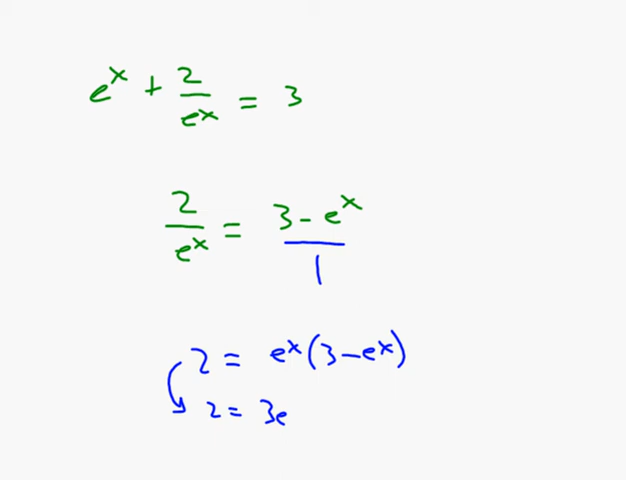 e^x + 2/e^x = 3
2/e^x = (3 - e^x)/1
2 = e^x(3 - e^x)
2 = 3e